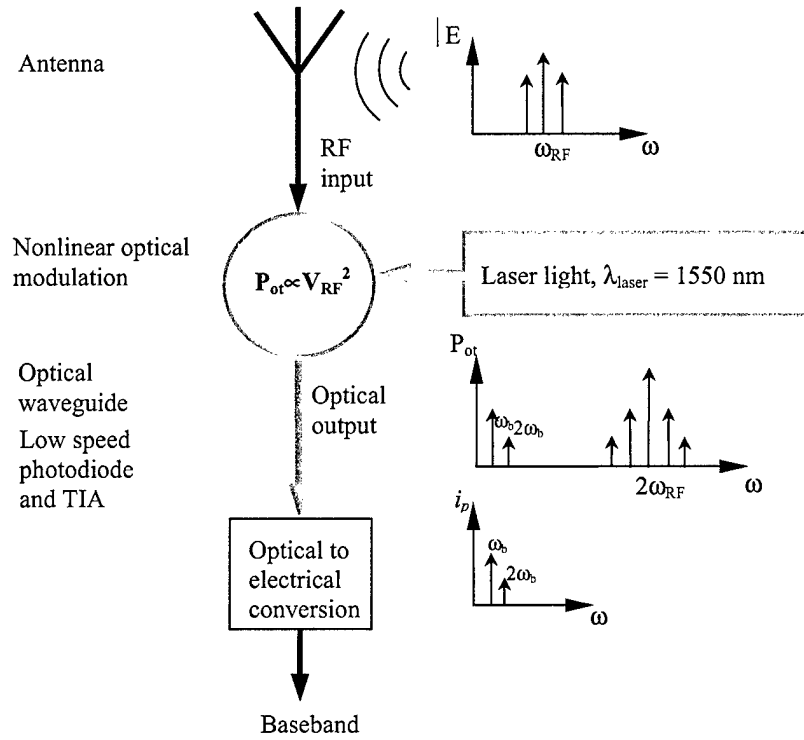 Antenna
E
RF
input
ω_RF
ω
Nonlinear optical
modulation
P_ot∝V_RF²
Laser light, λ_laser = 1550 nm
P_ot
Optical
waveguide
Optical
output
ω_b 2ω_b
Low speed
photodiode
and TIA
2ω_RF
ω
i_p
Optical to
electrical
conversion
ω_b
2ω_b
ω
Baseband